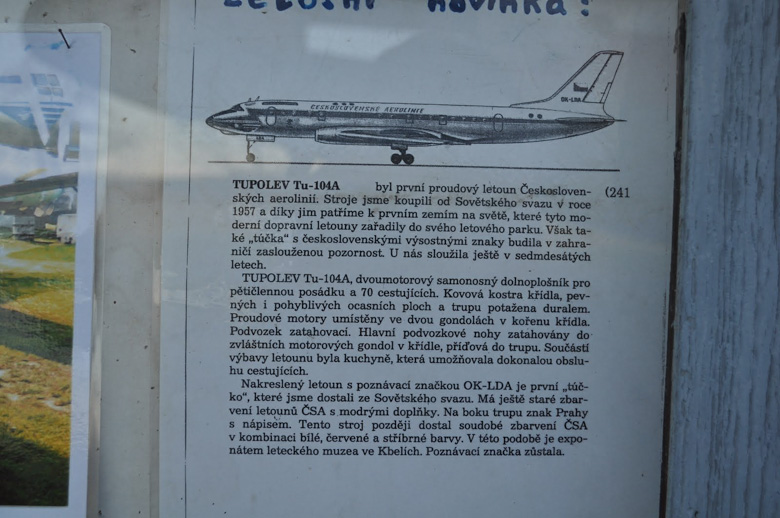 LETOŠNÍ novinka!
ČESKOSLOVENSKÉ AEROLINIE
OK-LDA
TUPOLEV Tu-104A byl první proudový letoun Českosloven-
(241
ských aerolinií. Stroje jsme koupili od Sovětského svazu v roce
1957 a díky jim patříme k prvním zemím na světě, které tyto mo-
derní dopravní letouny zařadily do svého letového parku. Však ta-
ké „túčka“ s československými výsostnými znaky budila v zahra-
ničí zaslouženou pozornost. U nás sloužila ještě v sedmdesátých
letech.
TUPOLEV Tu-104A, dvoumotorový samonosný dolnoplošník pro
pětičlennou posádku a 70 cestujících. Kovová kostra křídla, pev-
ných i pohyblivých ocasních ploch a trupu potažena duralem.
Proudové motory umístěny ve dvou gondolách v kořenu křídla.
Podvozek zatahovací. Hlavní podvozkové nohy zatahovány do
zvláštních motorových gondol v křídle, příďová do trupu. Součástí
výbavy letounu byla kuchyně, která umožňovala dokonalou obslu-
hu cestujících.
Nakreslený letoun s poznávací značkou OK-LDA je první „túč-
ko“, které jsme dostali ze Sovětského svazu. Má ještě staré zbar-
vení letounů ČSA s modrými doplňky. Na boku trupu znak Prahy
s nápisem. Tento stroj později dostal soudobé zbarvení ČSA
v kombinaci bílé, červené a stříbrné barvy. V této podobě je expo-
nátem leteckého muzea ve Kbelích. Poznávací značka zůstala.